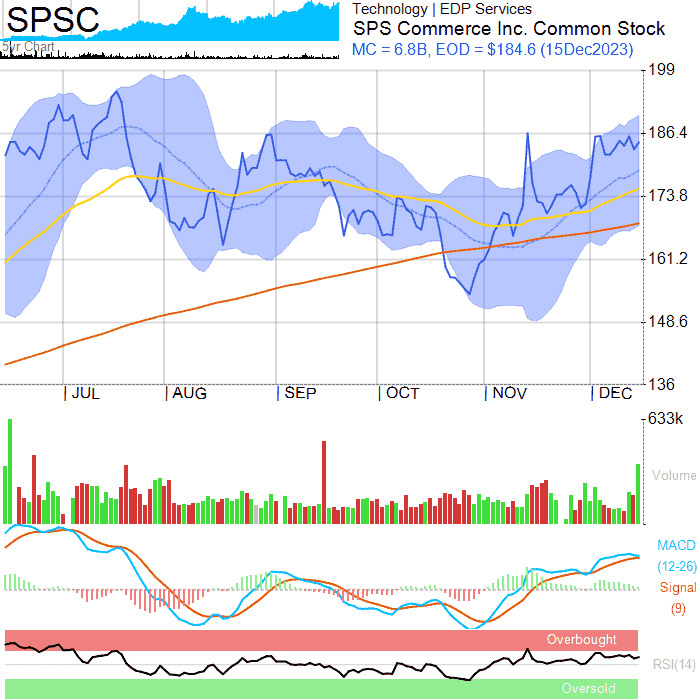 SPSC
5yr Chart
Technology | EDP Services
SPS Commerce Inc. Common Stock
MC = 6.8B, EOD = $184.6 (15Dec2023)
199
186.4
173.8
161.2
148.6
136
JUL
AUG
SEP
OCT
NOV
DEC
633k
Volume
MACD
(12-26)
Signal
(9)
Overbought
RSI(14)
Oversold